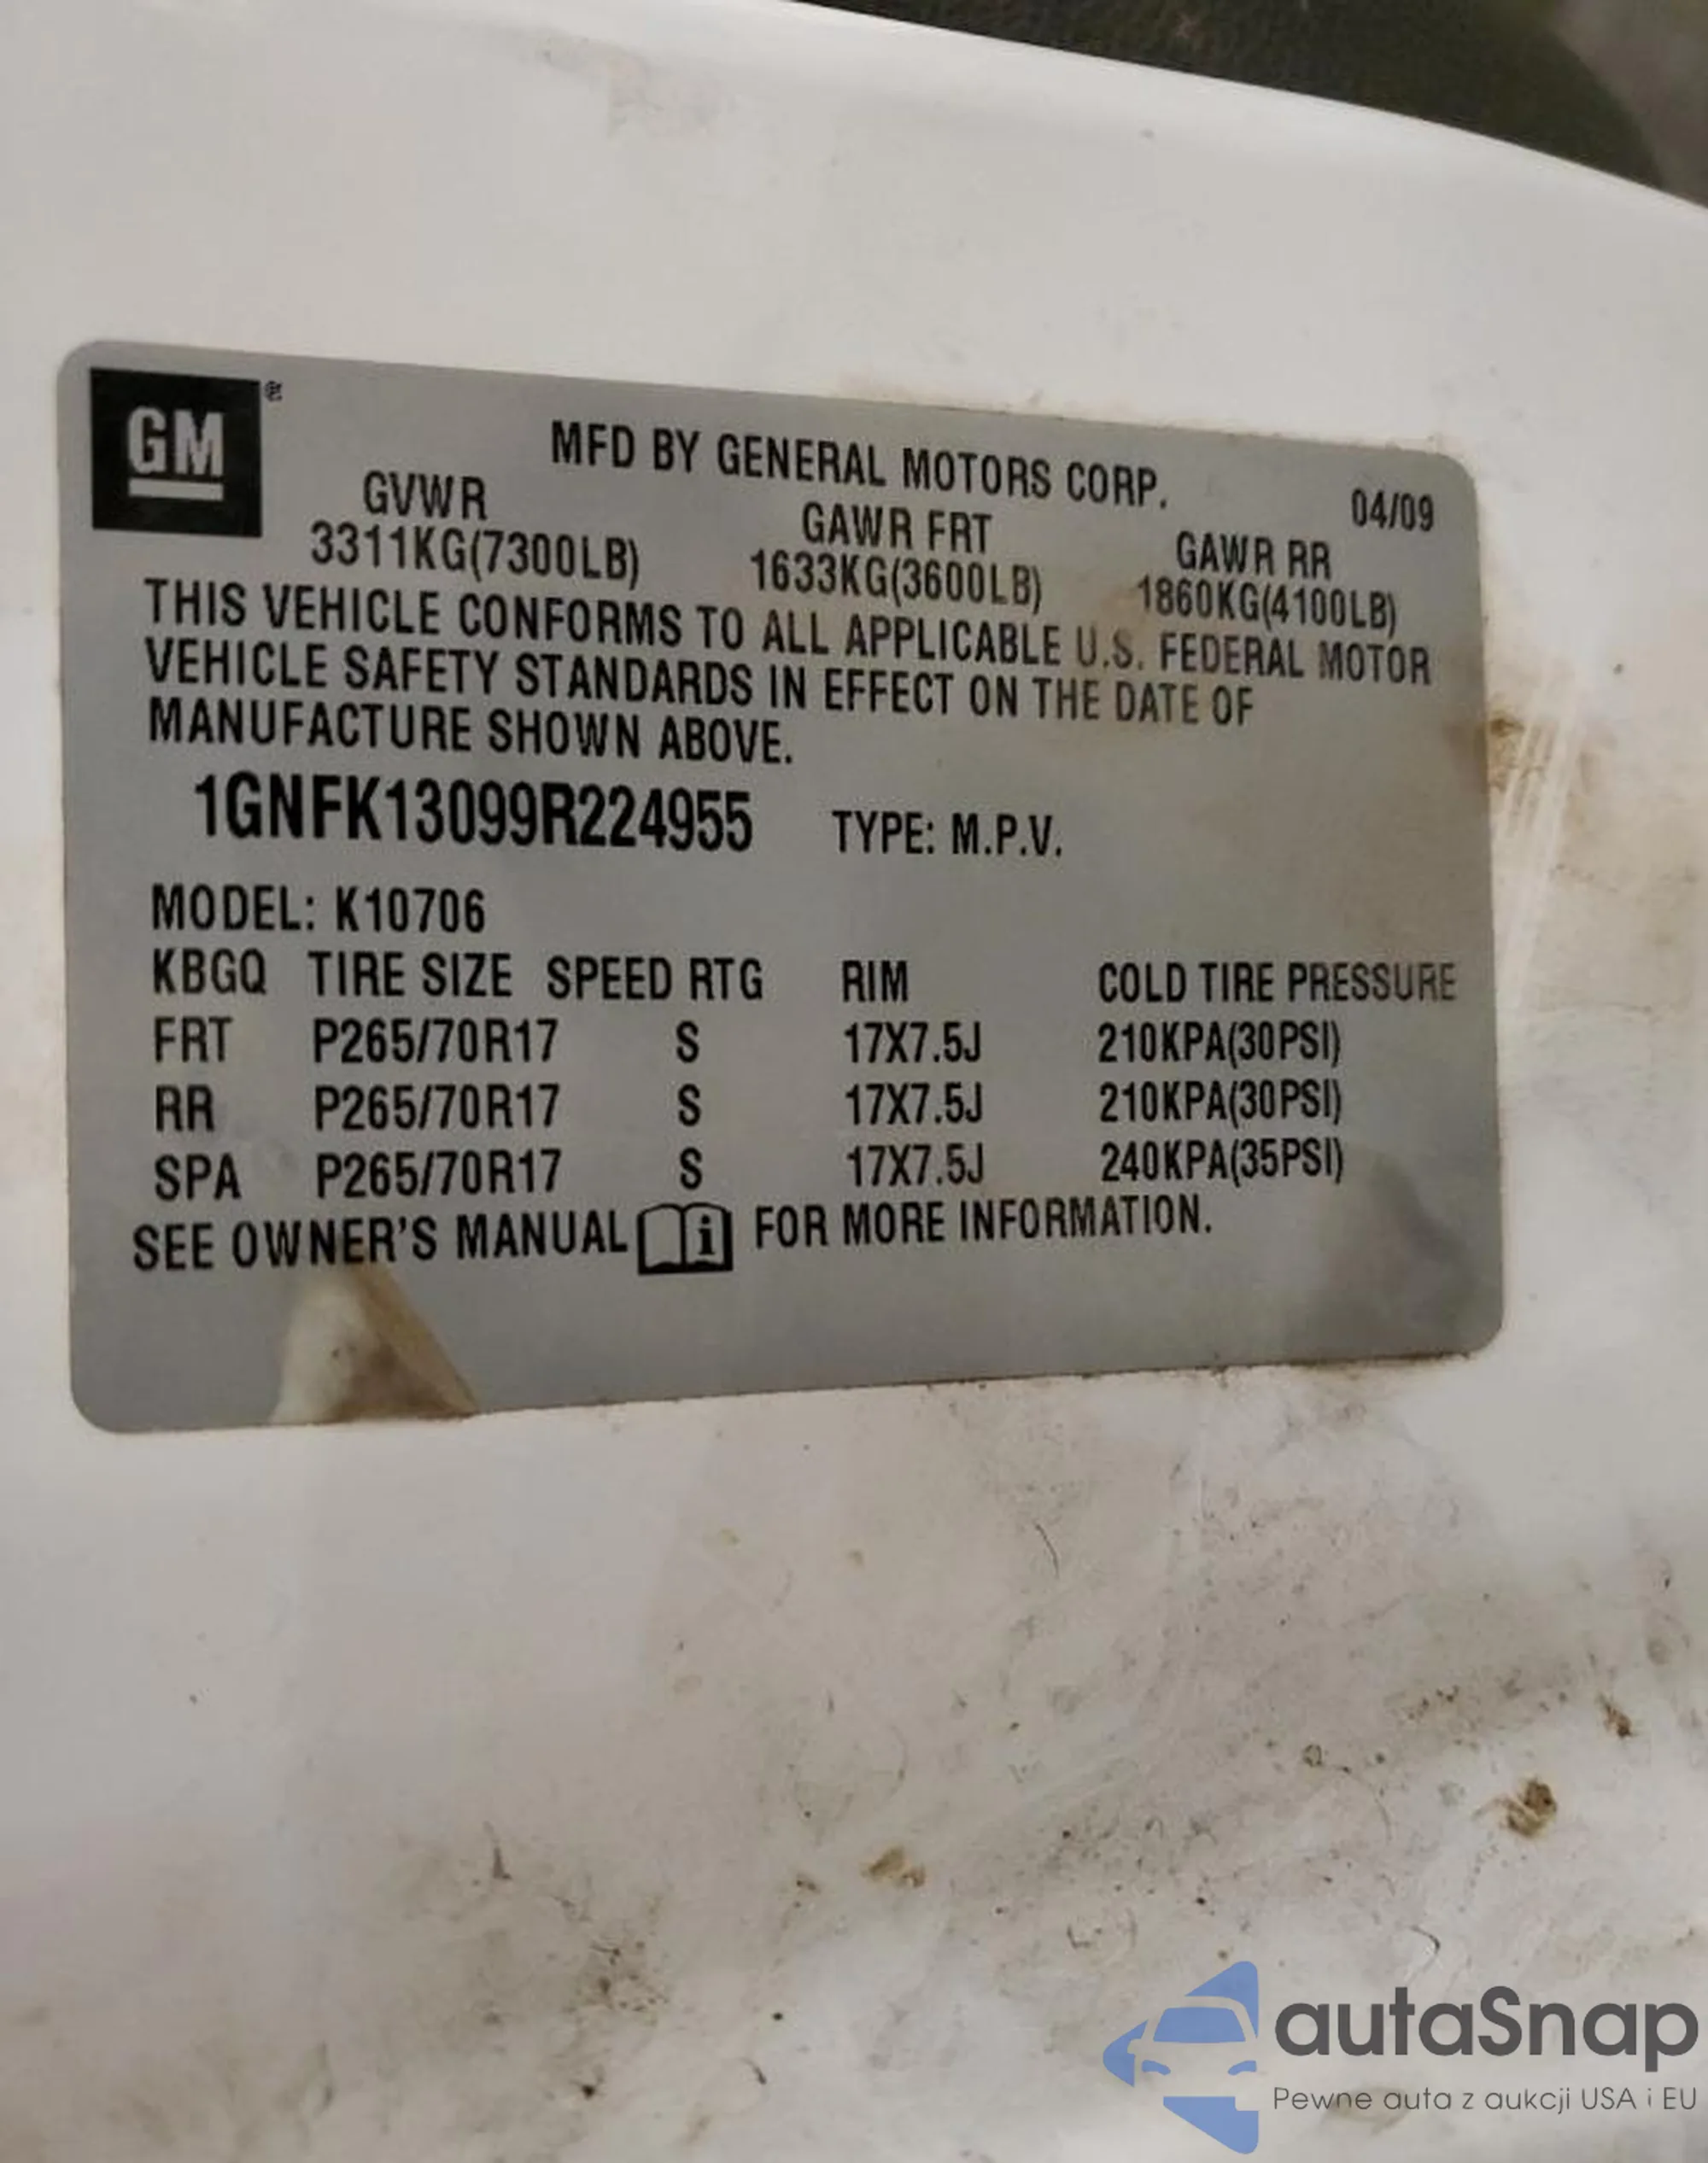 GM®
MFD BY GENERAL MOTORS CORP.
04/09
GVWR GAWR FRT GAWR RR
3311KG(7300LB) 1633KG(3600LB) 1860KG(4100LB)
THIS VEHICLE CONFORMS TO ALL APPLICABLE U.S. FEDERAL MOTOR
VEHICLE SAFETY STANDARDS IN EFFECT ON THE DATE OF
MANUFACTURE SHOWN ABOVE.
1GNFK13099R224955 TYPE: M.P.V.
MODEL: K10706
KBGQ TIRE SIZE SPEED RTG RIM COLD TIRE PRESSURE
FRT P265/70R17 S 17X7.5J 210KPA(30PSI)
RR P265/70R17 S 17X7.5J 210KPA(30PSI)
SPA P265/70R17 S 17X7.5J 240KPA(35PSI)
SEE OWNER'S MANUAL i FOR MORE INFORMATION.
autaSnap
Pewne auta z aukcji USA i EU